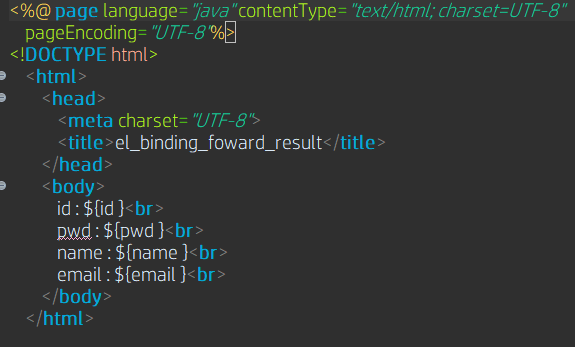 <%@ page language="java" contentType="text/html; charset=UTF-8"
pageEncoding="UTF-8"%>
<!DOCTYPE html>
<html>
<head>
<meta charset="UTF-8">
<title>el_binding_foward_result</title>
</head>
<body>
id : ${id }<br>
pwd : ${pwd }<br>
name : ${name }<br>
email : ${email }<br>
</body>
</html>